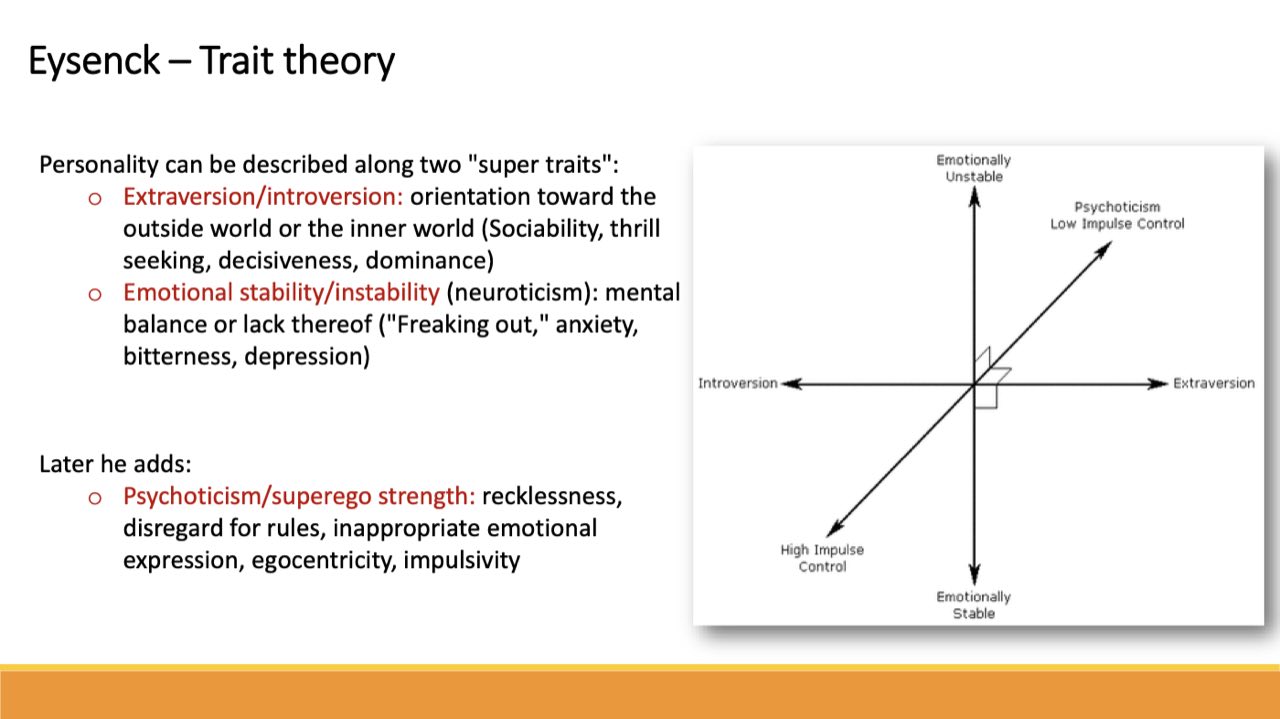 Eysenck – Trait theory
Personality can be described along two "super traits":
o Extraversion/introversion: orientation toward the
outside world or the inner world (Sociability, thrill
seeking, decisiveness, dominance)
o Emotional stability/instability (neuroticism): mental
balance or lack thereof ("Freaking out," anxiety,
bitterness, depression)
Later he adds:
o Psychoticism/superego strength: recklessness,
disregard for rules, inappropriate emotional
expression, egocentricity, impulsivity
Emotionally
Unstable
Psychoticism
Low Impulse Control
Introversion
Extraversion
High Impulse
Control
Emotionally
Stable